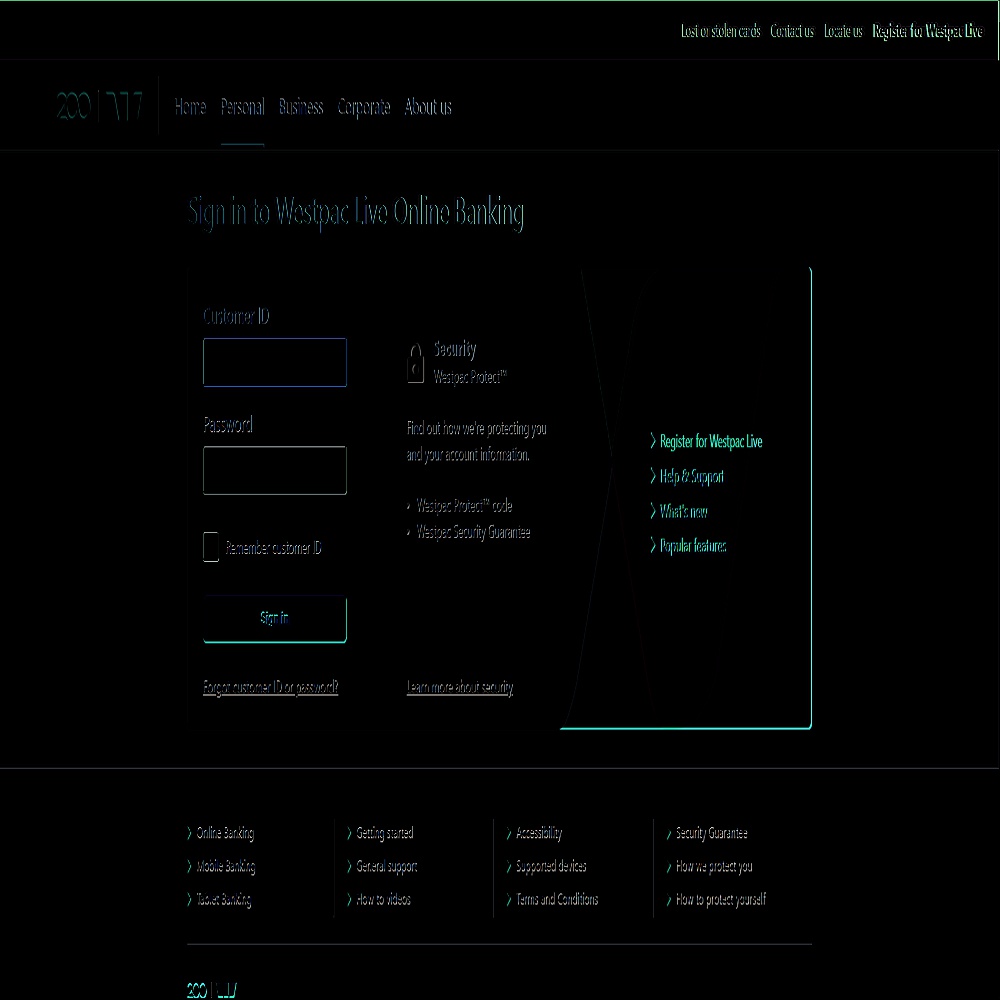 Lost or stolen cards Contact us Locate us Register for Westpac Live
200
Home Personal Business Corporate About us
Sign in to Westpac Live Online Banking
Customer ID
Password
Remember customer ID
Sign in
Forgot customer ID or password?
Security
Westpac Protect™
Find out how we're protecting you
and your account information.
Westpac Protect™ code
Westpac Security Guarantee
Learn more about security
Register for Westpac Live
Help & Support
What's new
Popular features
Online Banking
Mobile Banking
Tablet Banking
Getting started
General support
How to videos
Accessibility
Supported devices
Terms and Conditions
Security Guarantee
How we protect you
How to protect yourself
200